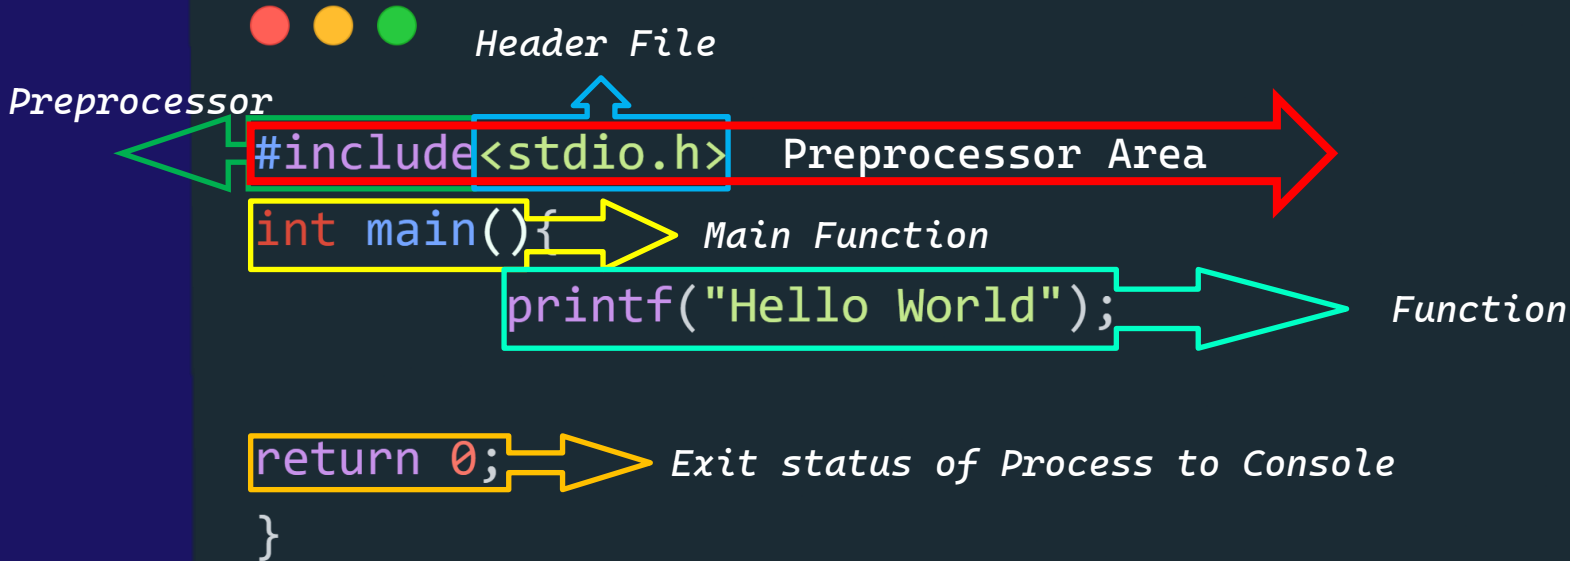 Header File
Preprocessor
#include<stdio.h> Preprocessor Area
int main(){ Main Function
printf("Hello World"); Function
return 0; Exit status of Process to Console
}